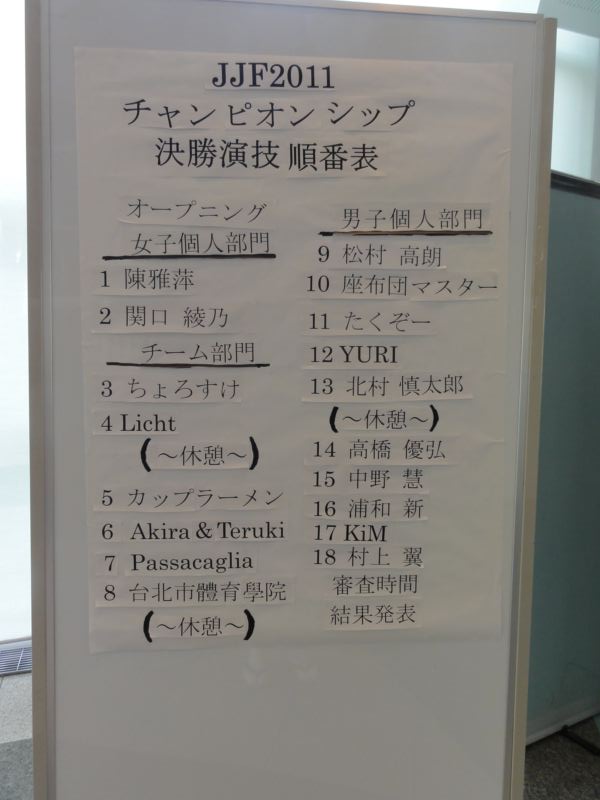 JJF2011
チャンピオンシップ
決勝演技 順番表
オープニング
女子個人部門
1 陳雅萍
2 関口 綾乃
チーム部門
3 ちょろすけ
4 Licht
(～休憩～)
5 カップラーメン
6 Akira & Teruki
7 Passacaglia
8 台北市體育學院
(～休憩～)
男子個人部門
9 松村 高朗
10 座布団マスター
11 たくぞー
12 YURI
13 北村 慎太郎
(～休憩～)
14 高橋 優弘
15 中野 慧
16 浦和 新
17 KiM
18 村上 翼
審査時間
結果発表